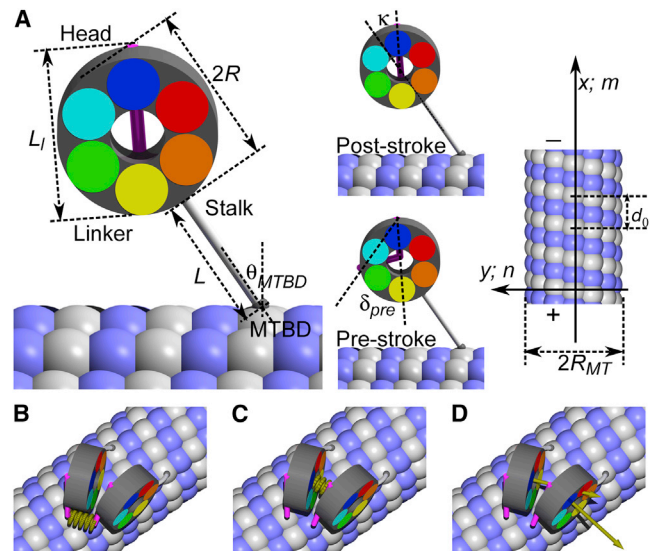 A
Head
2R
L_l
Linker
Stalk
L
θ_MTBD
MTBD
κ
Post-stroke
δ_pre
Pre-stroke
x; m
−
d_0
y; n
+
2R_MT
B
C
D